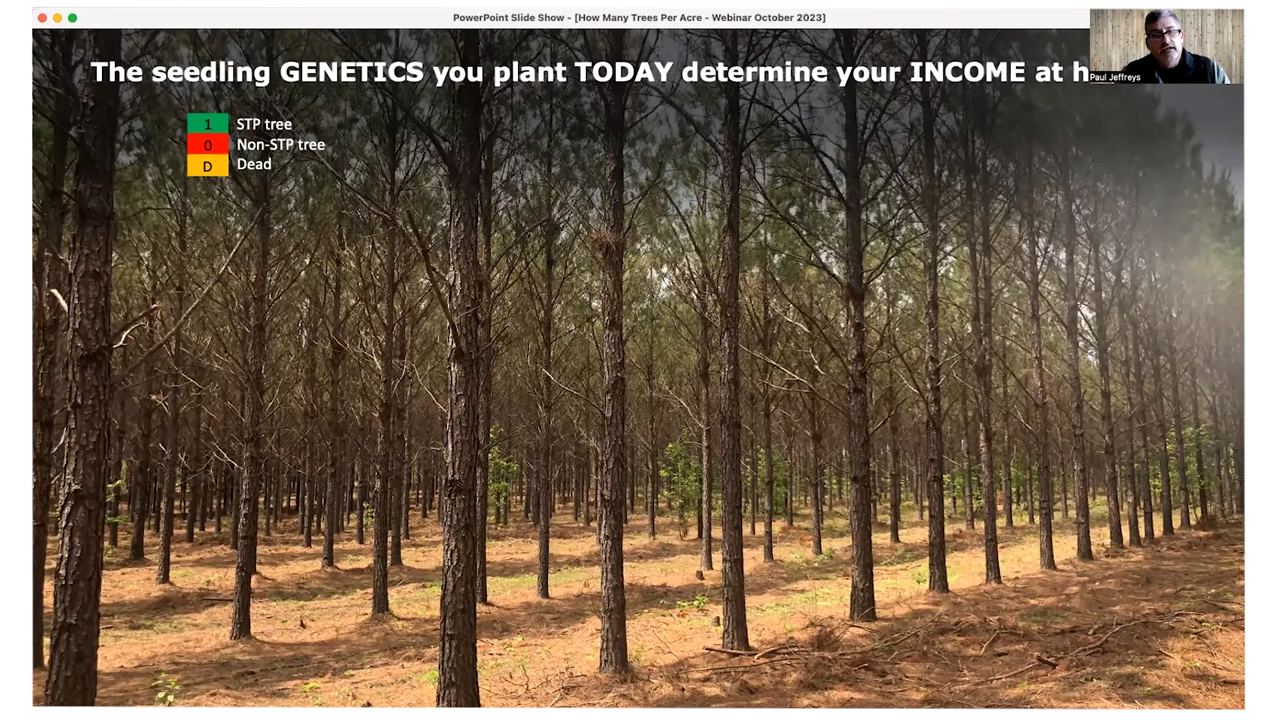 PowerPoint Slide Show - [How Many Trees Per Acre - Webinar October 2023]
The seedling GENETICS you plant TODAY determine your INCOME at h
Paul Jeffreys
1 STP tree
0 Non-STP tree
D Dead